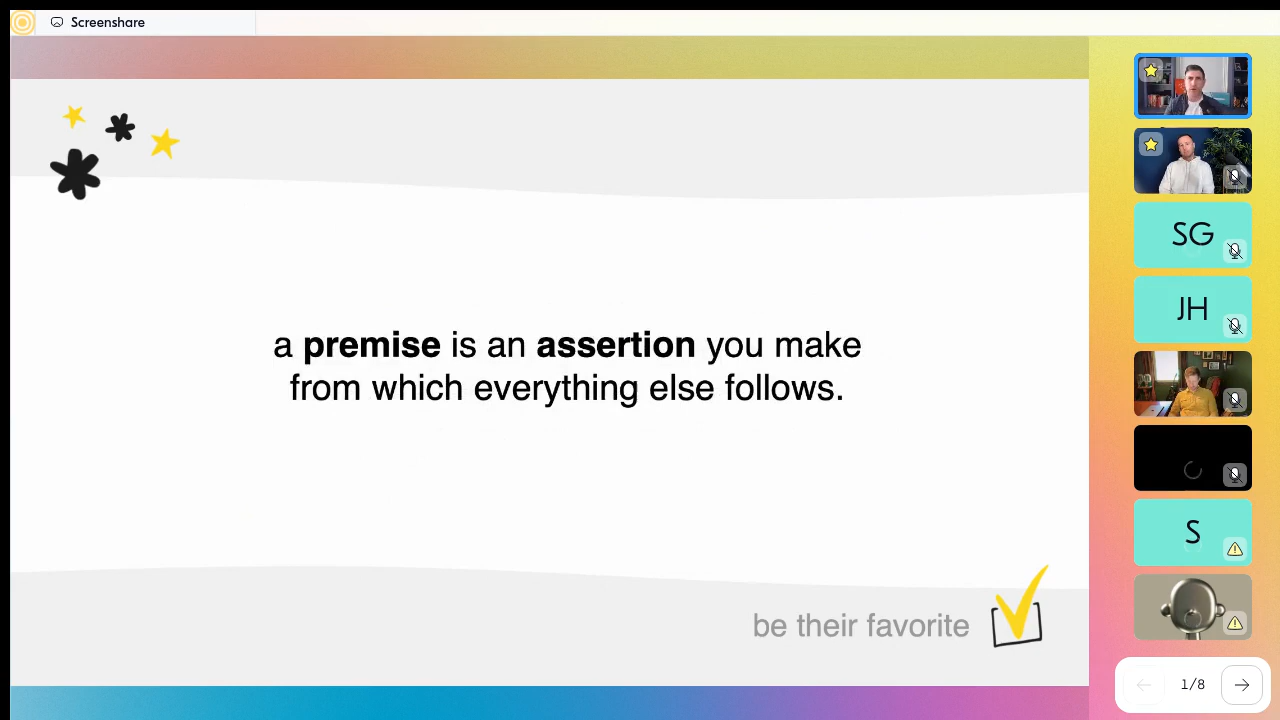 Screenshare
a premise is an assertion you make
from which everything else follows.
be their favorite
SG
JH
S
1/8